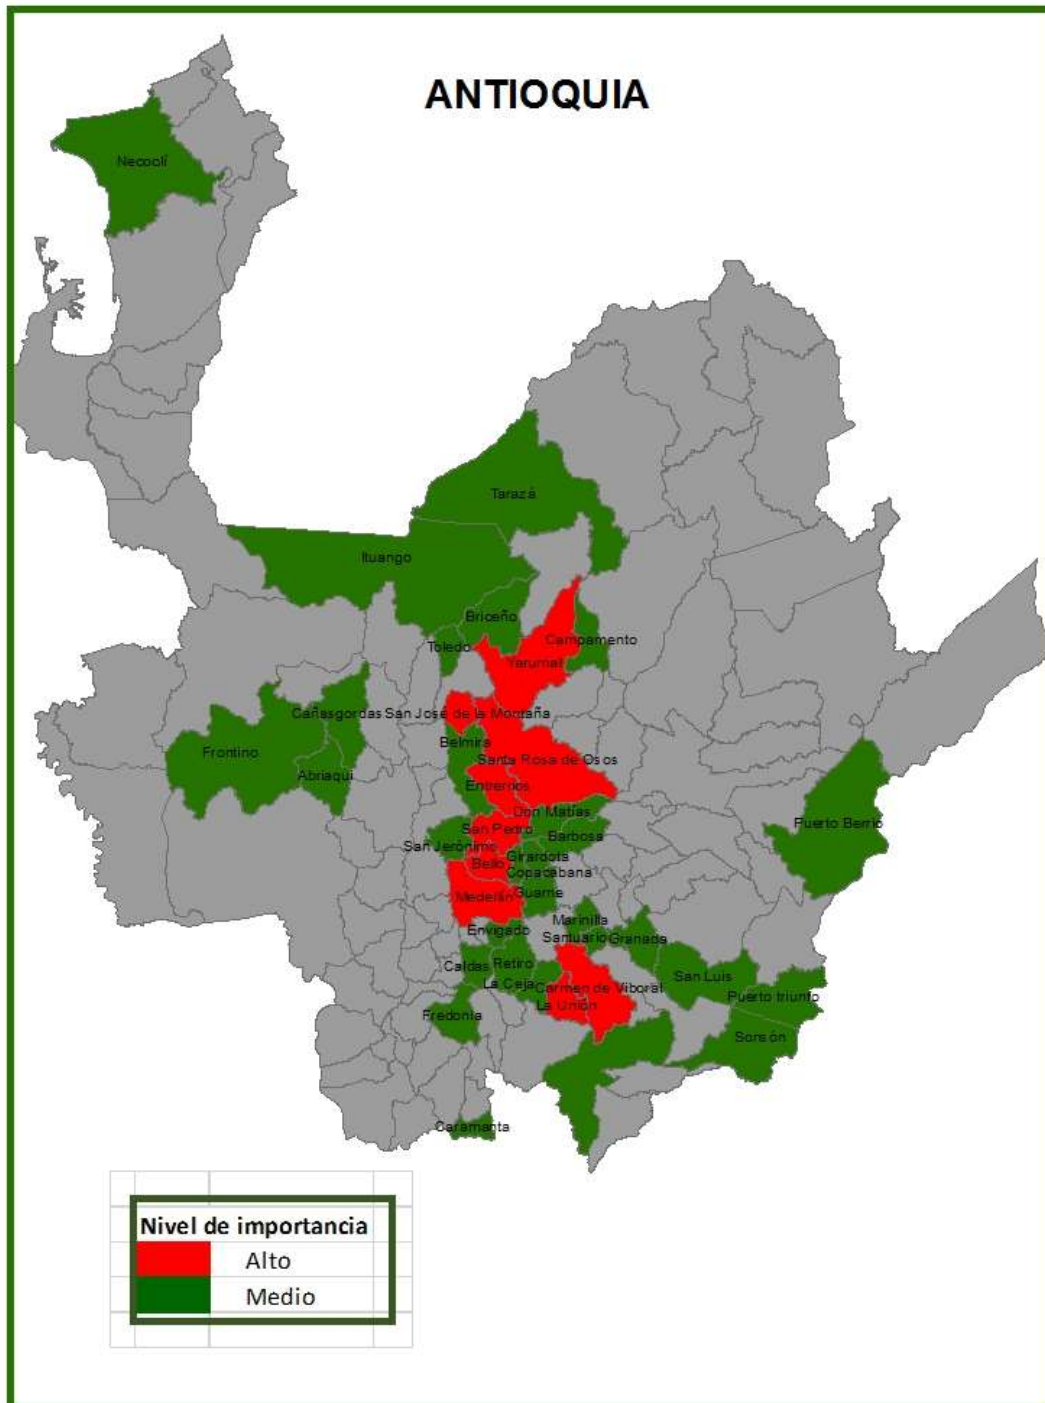 ANTIOQUIA
Necoolí
Tarazá
Ituango
Briceño
Campamento
Toledo
Yarumal
Cañasgordas
San José de la Montaña
Belmira
Frontino
Santa Rosa de Osos
Abriaquí
Entrerrios
Don Matías
Puerto Berrio
San Pedro
Barbosa
San Jerónimo
Girardota
Bello
Copacabana
Guarne
Medellín
Marinilla
Envigado
Santuario
Granada
Caldas
Retiro
San Luis
La Ceja
Carmen de Viboral
Puerto triunfo
La Unión
Fredonia
Sonsón
Caramanta
Nivel de importancia
Alto
Medio